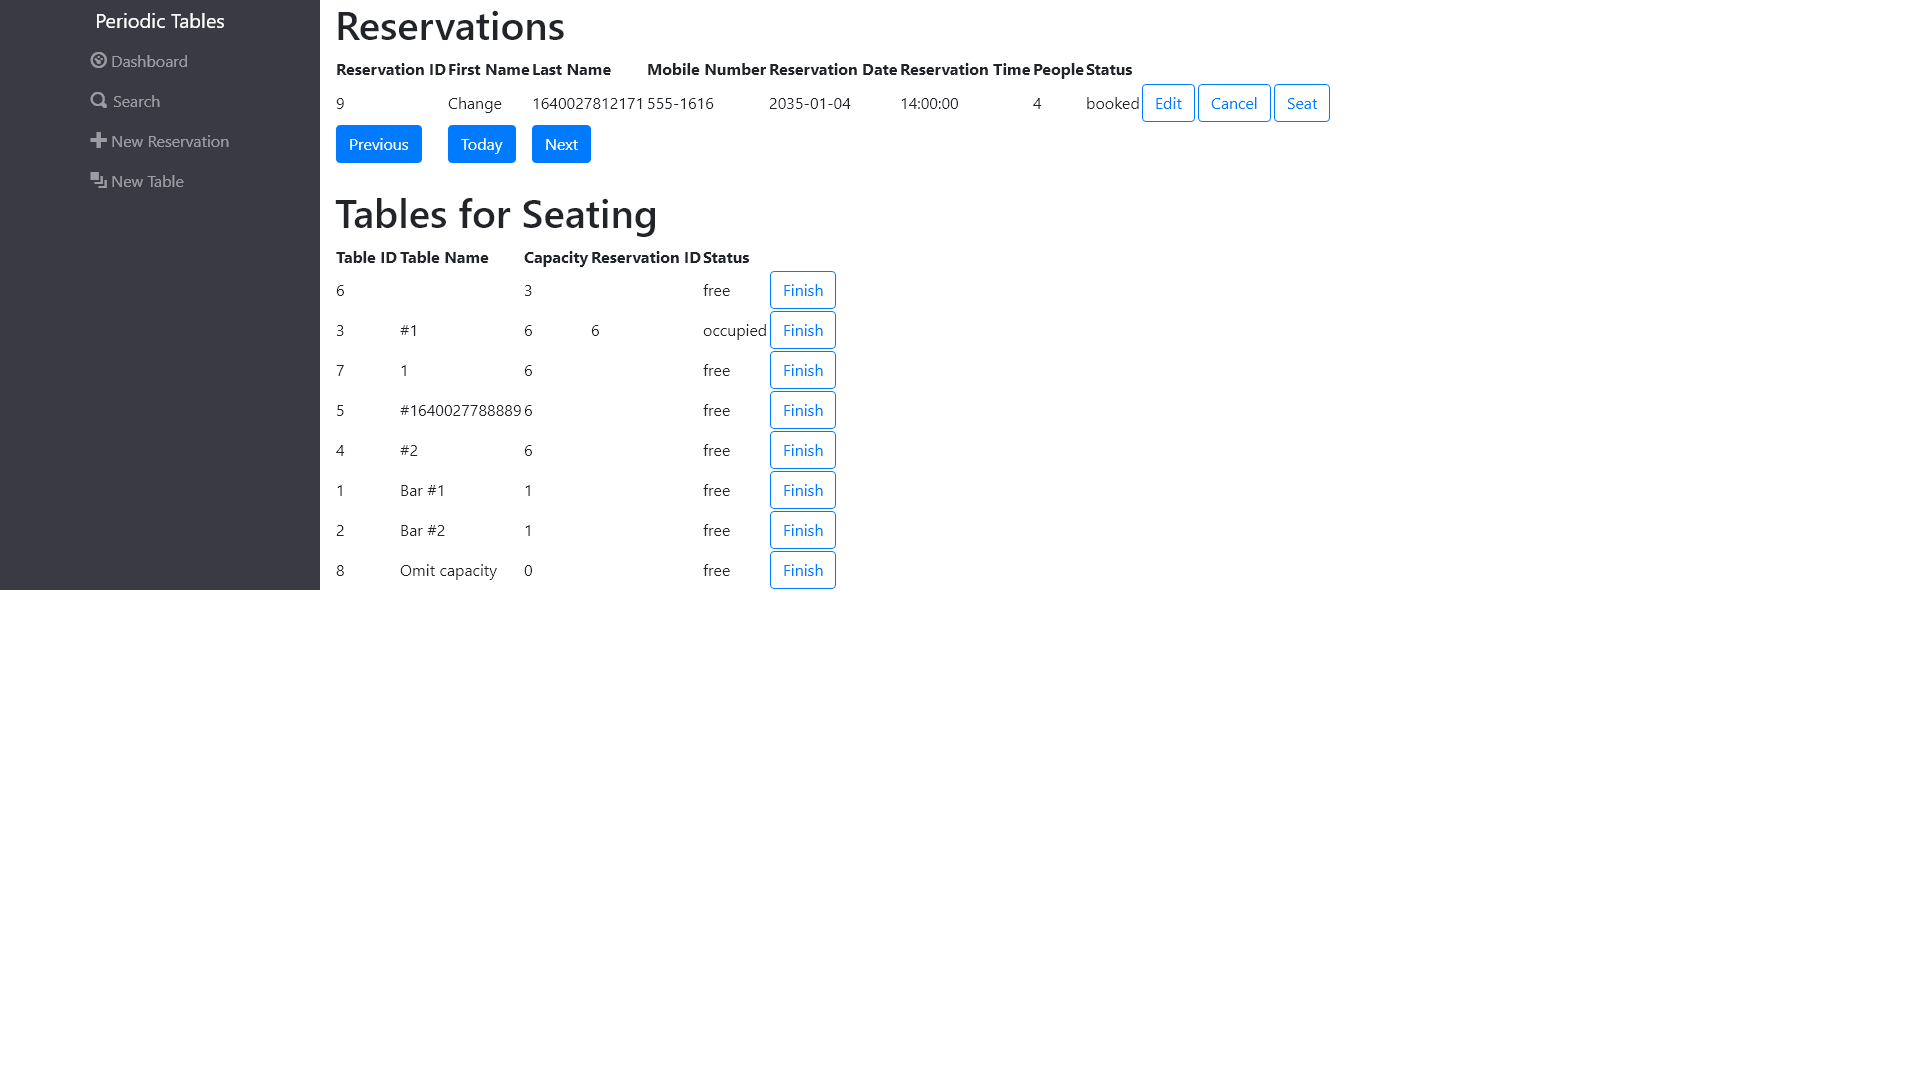 Periodic Tables
Dashboard
Search
New Reservation
New Table
Reservations
Reservation ID First Name Last Name Mobile Number Reservation Date Reservation Time People Status
9 Change 1640027812171 555-1616 2035-01-04 14:00:00 4 booked Edit Cancel Seat
Previous Today Next
Tables for Seating
Table ID Table Name Capacity Reservation ID Status
6 3 free Finish
3 #1 6 6 occupied Finish
7 1 6 free Finish
5 #1640027788889 6 free Finish
4 #2 6 free Finish
1 Bar #1 1 free Finish
2 Bar #2 1 free Finish
8 Omit capacity 0 free Finish